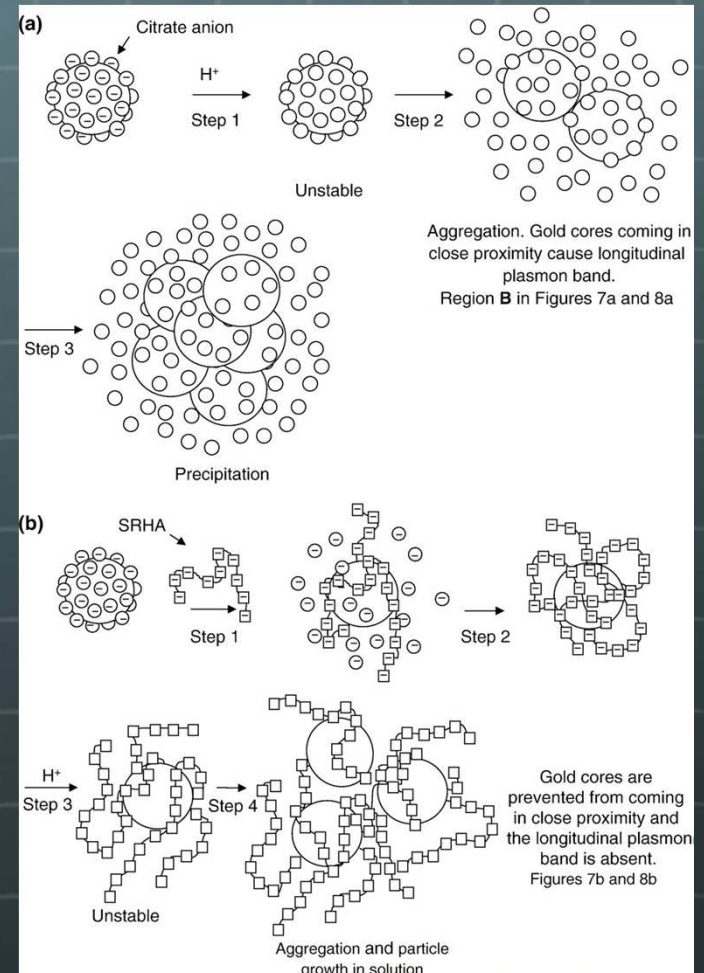 (a)
Citrate anion
H+
Step 1
Step 2
Unstable
Aggregation. Gold cores coming in
close proximity cause longitudinal
plasmon band.
Region B in Figures 7a and 8a
Step 3
Precipitation
(b)
SRHA
Step 1
Step 2
H+
Step 3
Step 4
Gold cores are
prevented from coming
in close proximity and
the longitudinal plasmon
band is absent.
Figures 7b and 8b
Unstable
Aggregation and particle
growth in solution